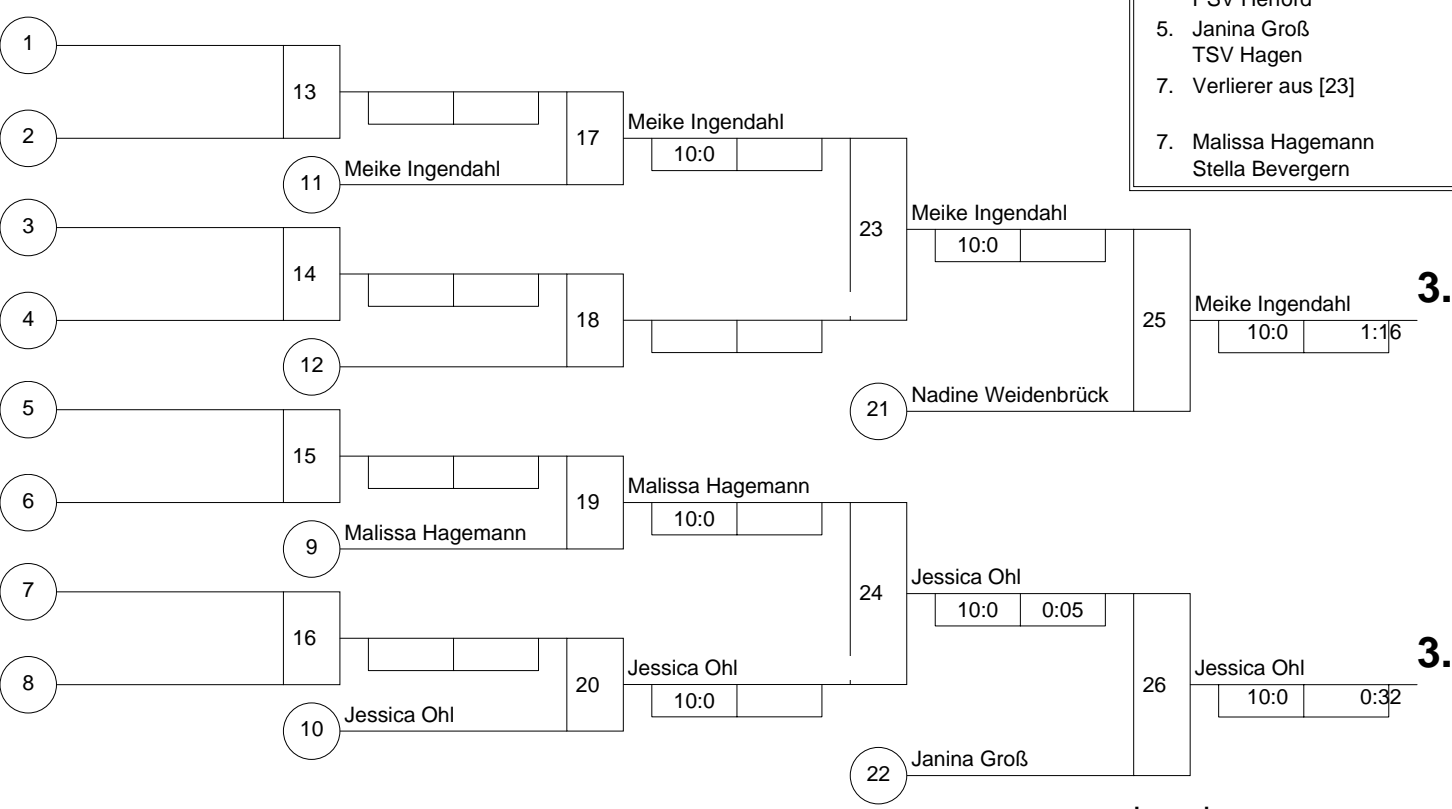 5. Janina Groß
TSV Hagen
7. Verlierer aus [23]
7. Malissa Hagemann
Stella Bevergern
1
2
13
11
Meike Ingendahl
17
Meike Ingendahl
10:0
3
4
14
12
18
23
Meike Ingendahl
10:0
21
Nadine Weidenbrück
25
Meike Ingendahl
10:0 1:16
3.
5
6
15
9
Malissa Hagemann
19
Malissa Hagemann
10:0
7
8
16
10
Jessica Ohl
20
Jessica Ohl
10:0
24
Jessica Ohl
10:0 0:05
22
Janina Groß
26
Jessica Ohl
10:0 0:32
3.